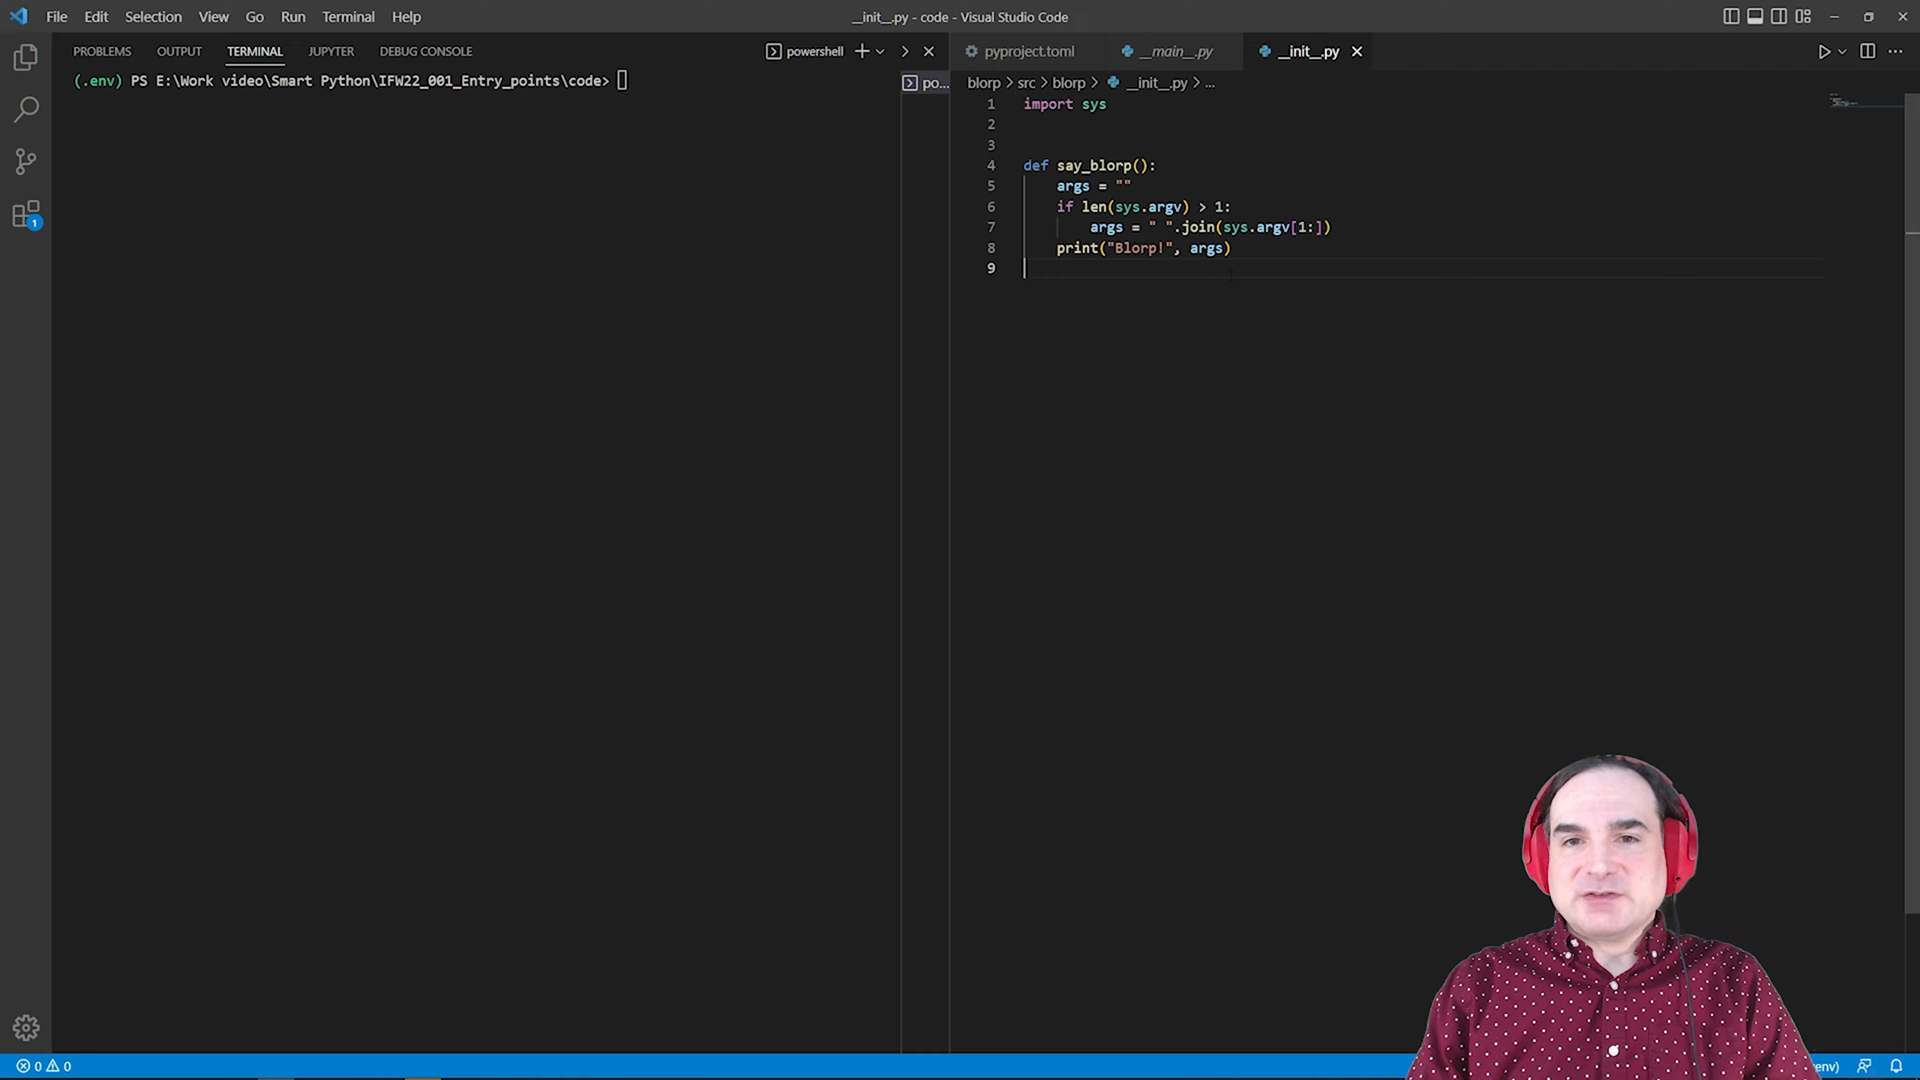 File Edit Selection View Go Run Terminal Help
__init__.py - code - Visual Studio Code
PROBLEMS OUTPUT TERMINAL JUPYTER DEBUG CONSOLE
powershell
(.env) PS E:\Work video\Smart Python\IFW22_001_Entry_points\code>
po...
pyproject.toml __main__.py __init__.py
blorp > src > blorp > __init__.py > ...
1 import sys
2
3
4 def say_blorp():
5 args = ""
6 if len(sys.argv) > 1:
7 args = " ".join(sys.argv[1:])
8 print("Blorp!", args)
9
1
0 0
env)